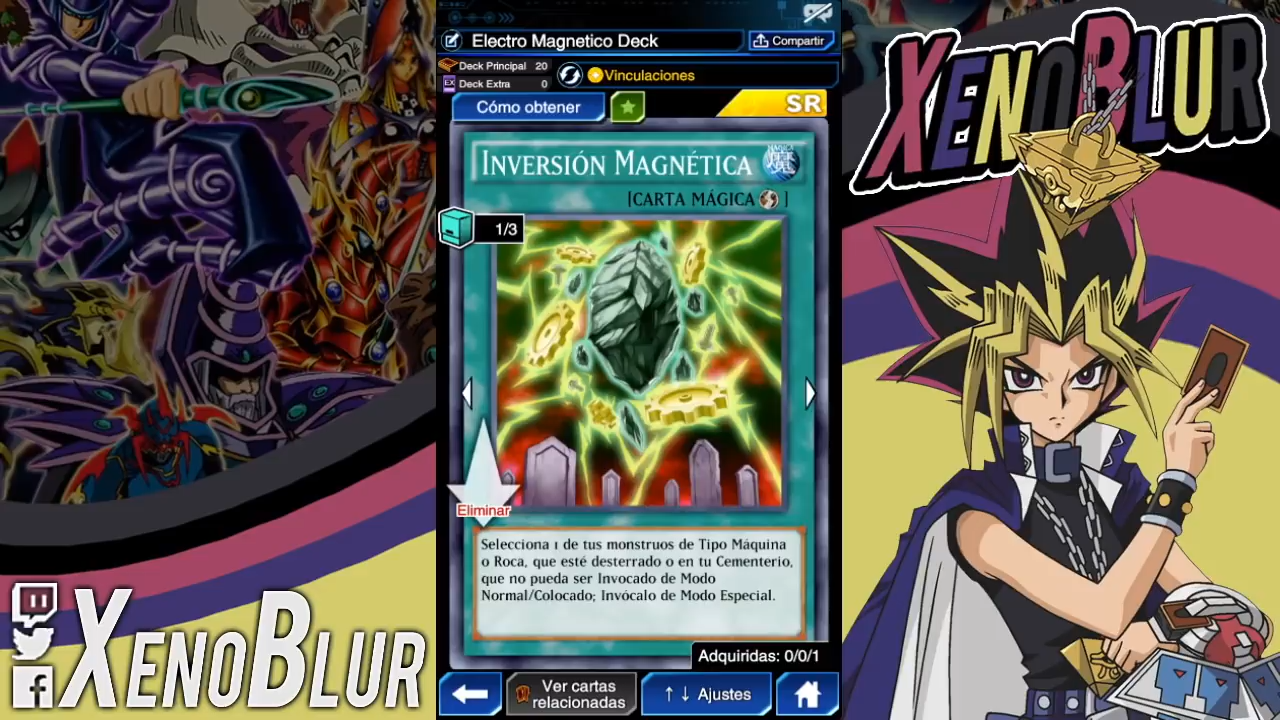 Electro Magnetico Deck
Compartir
Deck Principal 20
EX Deck Extra 0
Vinculaciones
Cómo obtener
SR
INVERSIÓN MAGNÉTICA
[CARTA MÁGICA ]
1/3
Eliminar
Selecciona 1 de tus monstruos de Tipo Máquina
o Roca, que esté desterrado o en tu Cementerio,
que no pueda ser Invocado de Modo
Normal/Colocado; Invócalo de Modo Especial.
Adquiridas: 0/0/1
Ver cartas
relacionadas
↑ ↓ Ajustes
XENOBLUR
XENOBLUR